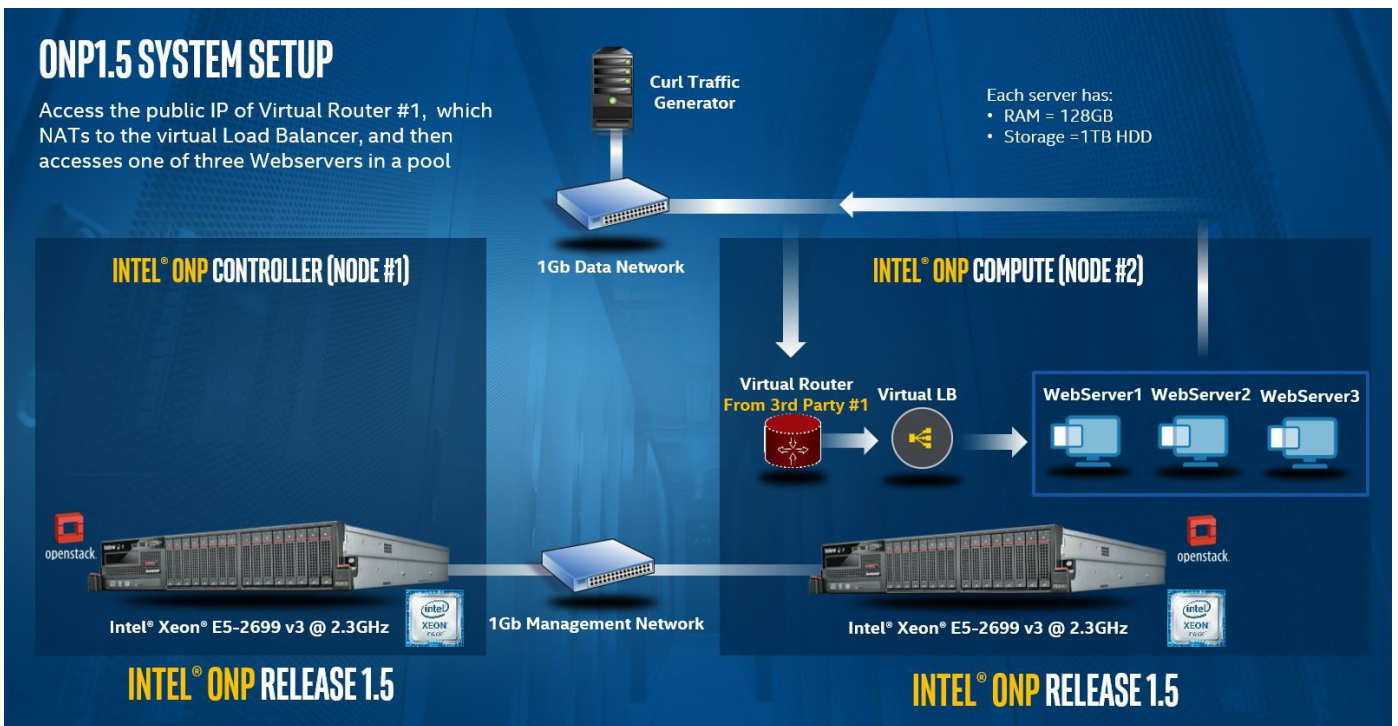 ONP1.5 SYSTEM SETUP
Access the public IP of Virtual Router #1, which
NATs to the virtual Load Balancer, and then
accesses one of three Webservers in a pool
Curl Traffic
Generator
Each server has:
• RAM = 128GB
• Storage =1TB HDD
1Gb Data Network
INTEL® ONP CONTROLLER (NODE #1)
INTEL® ONP COMPUTE (NODE #2)
Virtual Router
From 3rd Party #1
Virtual LB
WebServer1 WebServer2 WebServer3
openstack.
intel
XEON
Intel® Xeon® E5-2699 v3 @ 2.3GHz
1Gb Management Network
openstack.
intel
XEON
Intel® Xeon® E5-2699 v3 @ 2.3GHz
INTEL® ONP RELEASE 1.5
INTEL® ONP RELEASE 1.5